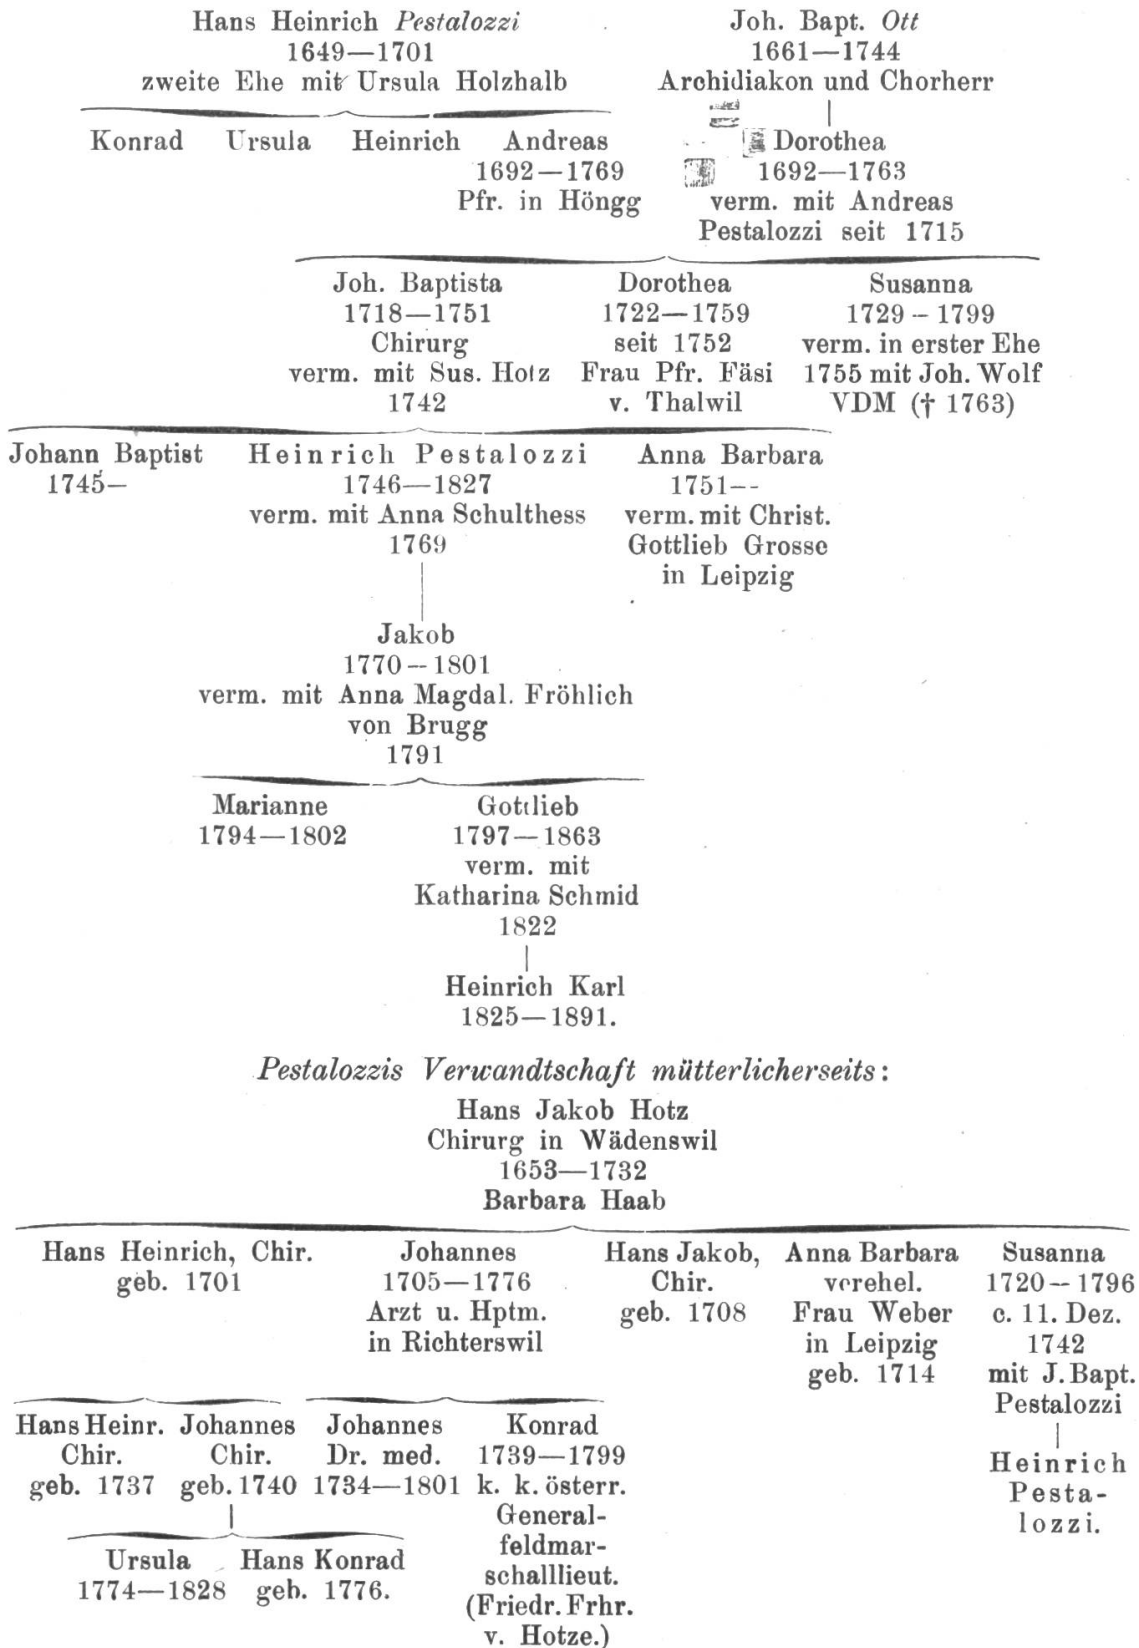 Hans Heinrich Pestalozzi
1649—1701
zweite Ehe mit Ursula Holzhalb
Joh. Bapt. Ott
1661—1744
Archidiakon und Chorherr
Konrad Ursula Heinrich Andreas
1692—1769
Pfr. in Höngg
Dorothea
1692—1763
verm. mit Andreas
Pestalozzi seit 1715
Joh. Baptista
1718—1751
Chirurg
verm. mit Sus. Hotz
1742
Dorothea
1722—1759
seit 1752
Frau Pfr. Fäsi
v. Thalwil
Susanna
1729–1799
verm. in erster Ehe
1755 mit Joh. Wolf
VDM († 1763)
Johann Baptist
1745–
Heinrich Pestalozzi
1746—1827
verm. mit Anna Schulthess
1769
Anna Barbara
1751--
verm. mit Christ.
Gottlieb Grosse
in Leipzig
Jakob
1770–1801
verm. mit Anna Magdal. Fröhlich
von Brugg
1791
Marianne
1794—1802
Gottlieb
1797—1863
verm. mit
Katharina Schmid
1822
Heinrich Karl
1825—1891.
Pestalozzis Verwandtschaft mütterlicherseits:
Hans Jakob Hotz
Chirurg in Wädenswil
1653—1732
Barbara Haab
Hans Heinrich, Chir.
geb. 1701
Johannes
1705—1776
Arzt u. Hptm.
in Richterswil
Hans Jakob,
Chir.
geb. 1708
Anna Barbara
verehel.
Frau Weber
in Leipzig
geb. 1714
Susanna
1720–1796
c. 11. Dez.
1742
mit J. Bapt.
Pestalozzi
Hans Heinr.
Chir.
geb. 1737
Johannes
Chir.
geb. 1740
Johannes
Dr. med.
1734—1801
Konrad
1739—1799
k. k. österr.
General-
feldmar-
schalllieut.
(Friedr. Frhr.
v. Hotze.)
Heinrich
Pesta-
lozzi.
Ursula
1774—1828
Hans Konrad
geb. 1776.